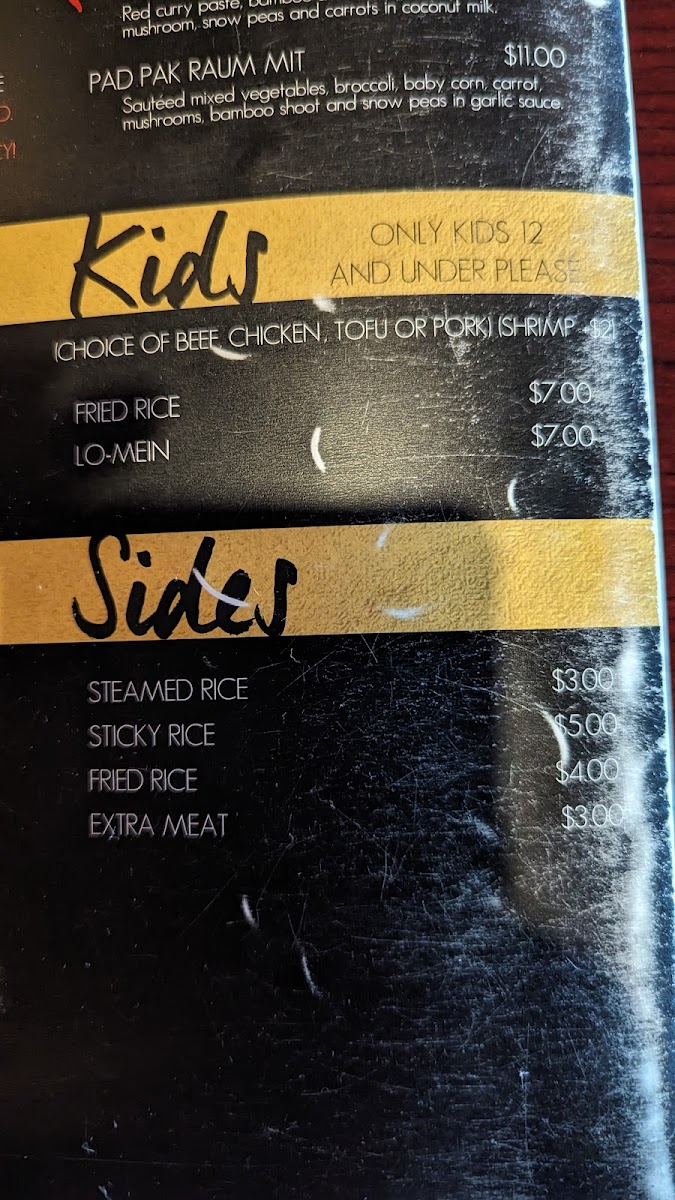 Red curry paste,
mushroom, snow peas and carrots in coconut milk.
PAD PAK RAUM MIT $11.00
Sautéed mixed vegetables, broccoli, baby corn, carrot,
mushrooms, bamboo shoot and snow peas in garlic sauce.
Kids
ONLY KIDS 12
AND UNDER PLEASE
(CHOICE OF BEEF, CHICKEN, TOFU OR PORK) (SHRIMP +$2)
FRIED RICE $7.00
LO-MEIN $7.00
Sides
STEAMED RICE $3.00
STICKY RICE $5.00
FRIED RICE $4.00
EXTRA MEAT $3.00